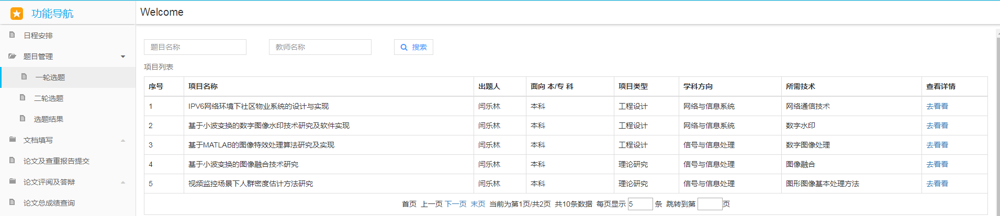 功能导航
Welcome
日程安排
题目管理
一轮选题
二轮选题
选题结果
文档填写
论文及查重报告提交
论文评阅及答辩
论文总成绩查询
题目名称 教师名称 搜索
项目列表
序号 项目名称 出题人 面向 本/专 科 项目类型 学科方向 所需技术 查看详情
1 IPV6网络环境下社区物业系统的设计与实现 闫乐林 本科 工程设计 网络与信息系统 网络通信技术 去看看
2 基于小波变换的数字图像水印技术研究及软件实现 闫乐林 本科 工程设计 网络与信息系统 数字水印 去看看
3 基于MATLAB的图像特效处理算法研究及实现 闫乐林 本科 工程设计 信号与信息处理 数字图像处理 去看看
4 基于小波变换的图像融合技术研究 闫乐林 本科 理论研究 信号与信息处理 图像融合 去看看
5 视频监控场景下人群密度估计方法研究 闫乐林 本科 理论研究 信号与信息处理 图形图像基本处理方法 去看看
首页 上一页 下一页 末页 当前为第1页/共2页 共10条数据 每页显示 5 条 跳转到第 页